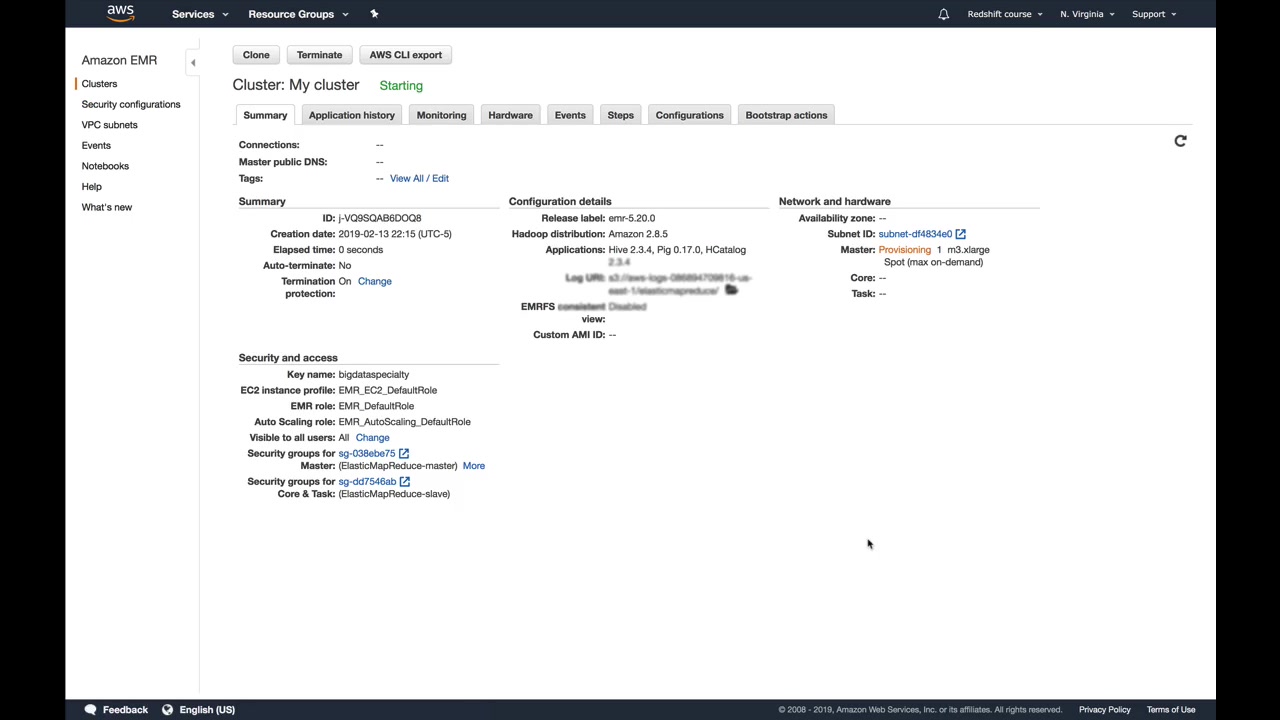 aws Services Resource Groups Redshift course N. Virginia Support
Amazon EMR
Clusters
Security configurations
VPC subnets
Events
Notebooks
Help
What's new
Clone Terminate AWS CLI export
Cluster: My cluster Starting
Summary Application history Monitoring Hardware Events Steps Configurations Bootstrap actions
Connections: --
Master public DNS: --
Tags: -- View All / Edit
Summary
ID: j-VQ9SQAB6DOQ8
Creation date: 2019-02-13 22:15 (UTC-5)
Elapsed time: 0 seconds
Auto-terminate: No
Termination On Change
protection:
Configuration details
Release label: emr-5.20.0
Hadoop distribution: Amazon 2.8.5
Applications: Hive 2.3.4, Pig 0.17.0, HCatalog
2.3.4
Log URI:
EMRFS consistent Disabled
view:
Custom AMI ID: --
Network and hardware
Availability zone: --
Subnet ID: subnet-df4834e0
Master: Provisioning 1 m3.xlarge
Spot (max on-demand)
Core: --
Task: --
Security and access
Key name: bigdataspecialty
EC2 instance profile: EMR_EC2_DefaultRole
EMR role: EMR_DefaultRole
Auto Scaling role: EMR_AutoScaling_DefaultRole
Visible to all users: All Change
Security groups for sg-038ebe75
Master: (ElasticMapReduce-master) More
Security groups for sg-dd7546ab
Core & Task: (ElasticMapReduce-slave)
Feedback English (US) © 2008 - 2019, Amazon Web Services, Inc. or its affiliates. All rights reserved. Privacy Policy Terms of Use